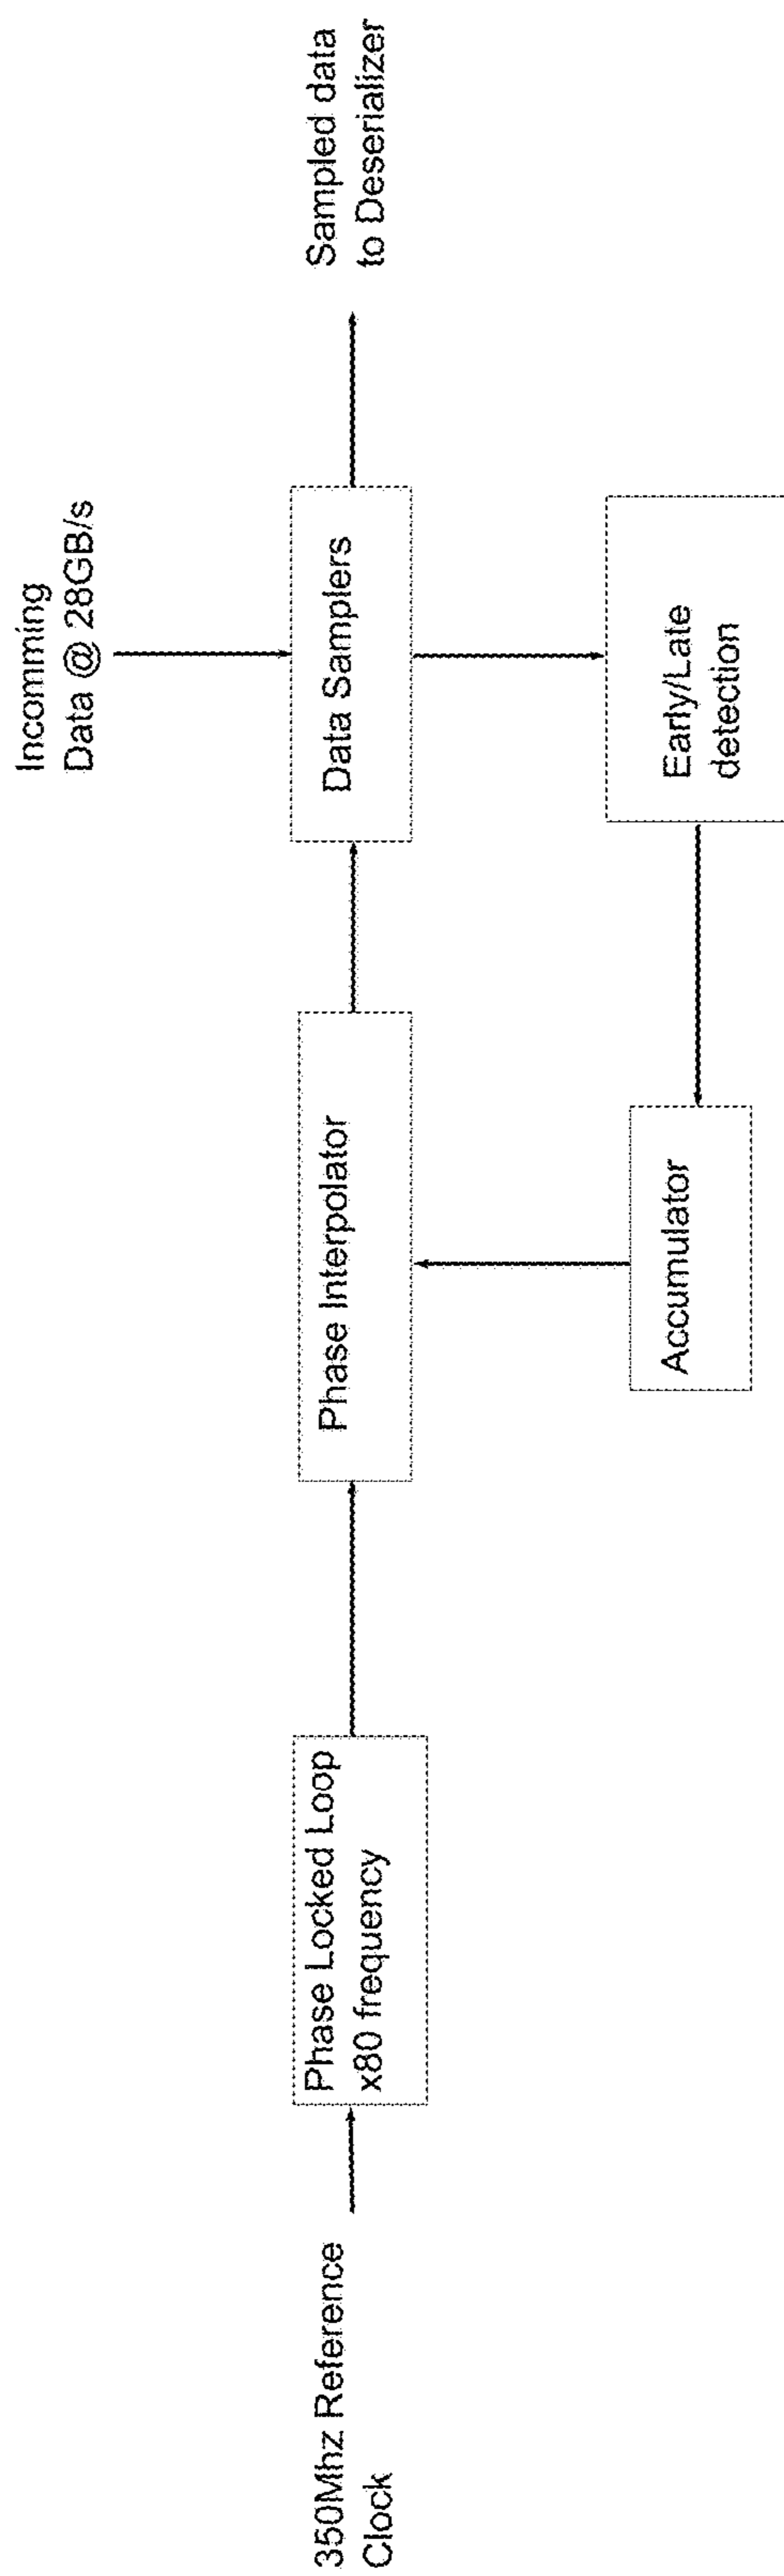 350Mhz Reference
Clock
Phase Locked Loop
x80 frequency
Phase Interpolator
Accumulator
Incomming
Data @ 28GB/s
Data Samplers
Early/Late
detection
Sampled data
to Deserializer